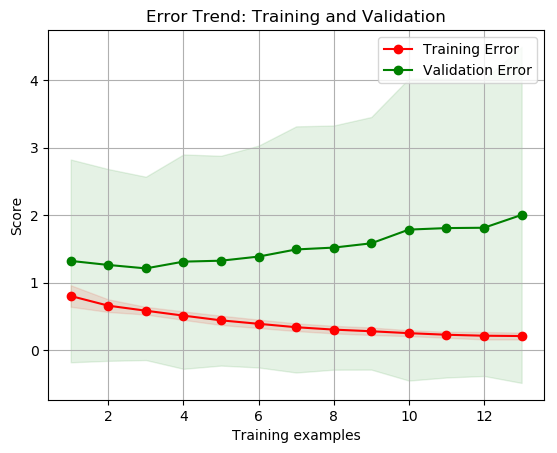 Error Trend: Training and Validation
Training Error
Validation Error
Score
4
3
2
1
0
2
4
6
8
10
12
Training examples